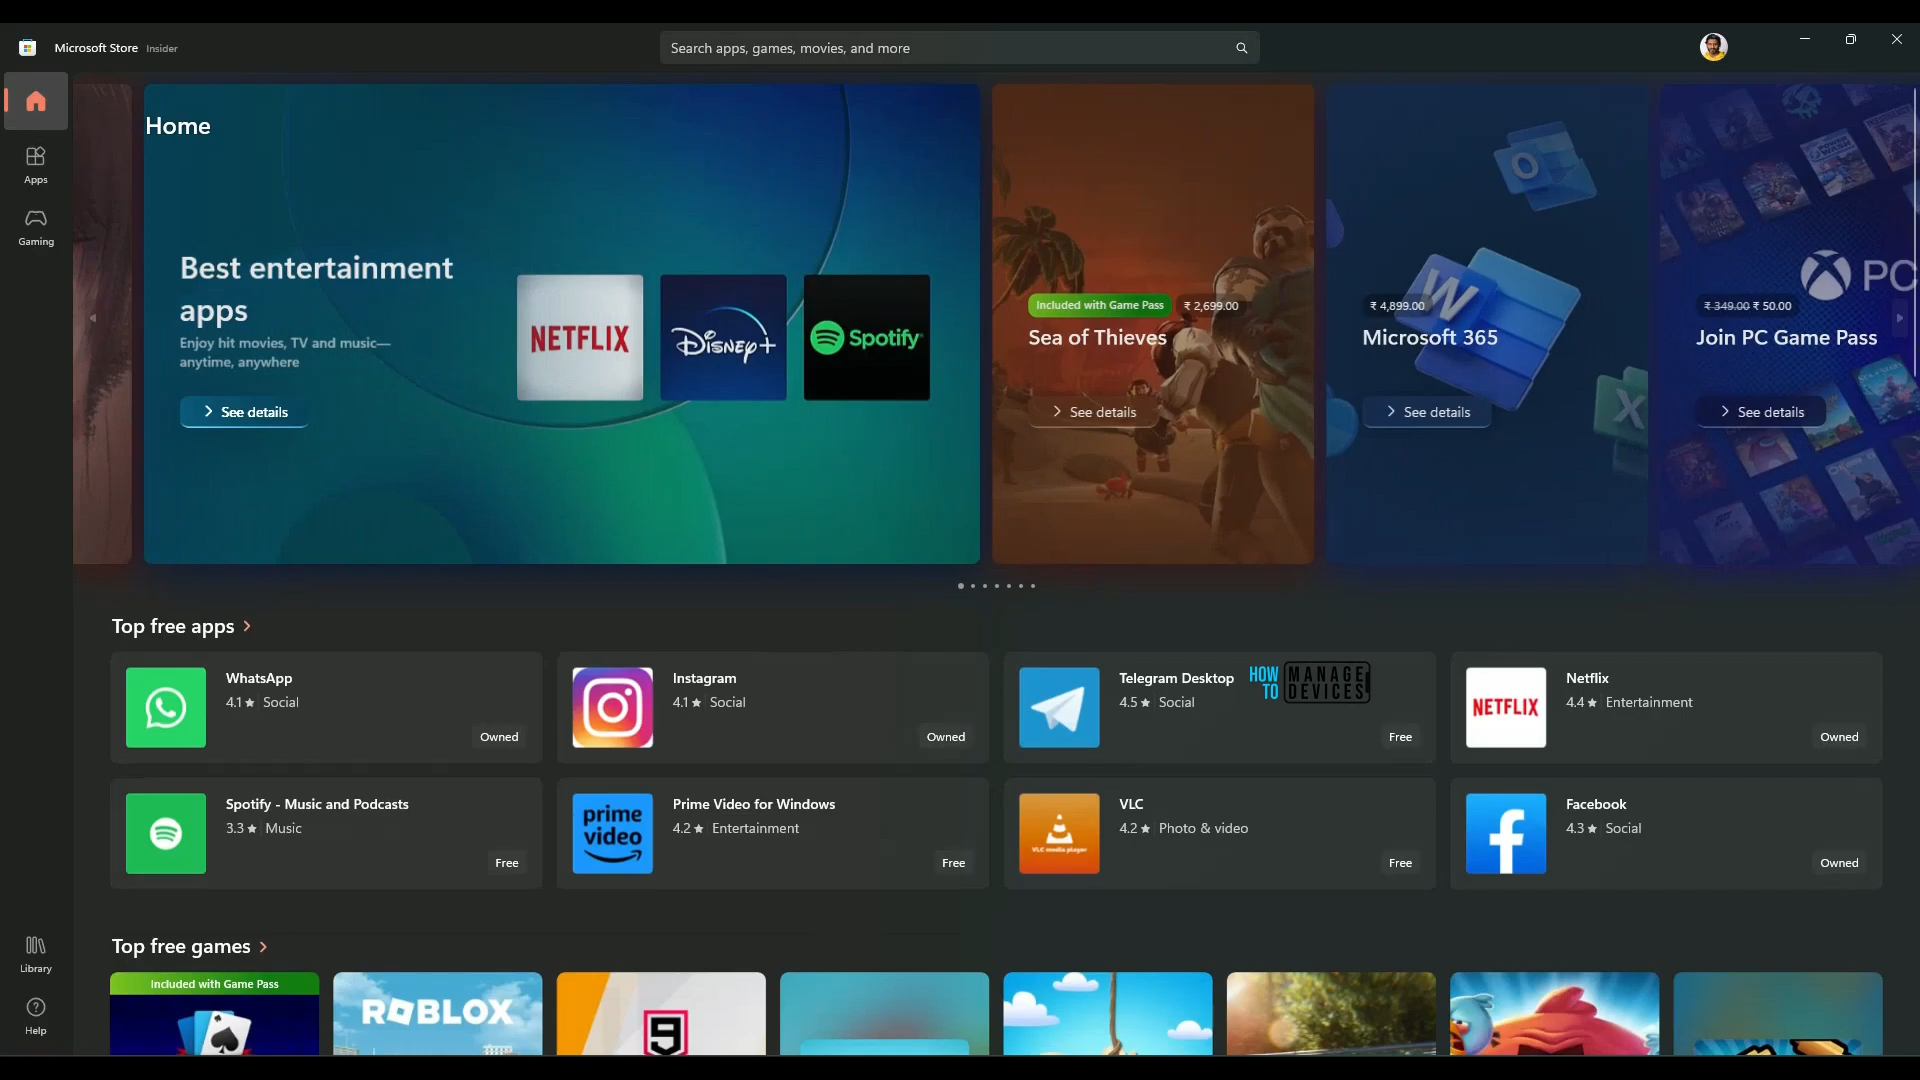 Microsoft Store Insider
Search apps, games, movies, and more
Home
Apps
Gaming
Best entertainment
apps
Enjoy hit movies, TV and music—
anytime, anywhere
See details
NETFLIX
Disney+
Spotify
Included with Game Pass ₹ 2,699.00
Sea of Thieves
See details
₹ 4,899.00
Microsoft 365
See details
O
W
X
PC
₹ 349.00 ₹ 50.00
Join PC Game Pass
See details
Top free apps
WhatsApp
4.1 ★ Social
Owned
Instagram
4.1 ★ Social
Owned
Telegram Desktop
4.5 ★ Social
Free
HOW TO MANAGE DEVICES
NETFLIX
Netflix
4.4 ★ Entertainment
Owned
Spotify - Music and Podcasts
3.3 ★ Music
Free
prime
video
Prime Video for Windows
4.2 ★ Entertainment
Free
VLC media player
VLC
4.2 ★ Photo & video
Free
f
Facebook
4.3 ★ Social
Owned
Top free games
Included with Game Pass
ROBLOX
9
Library
Help